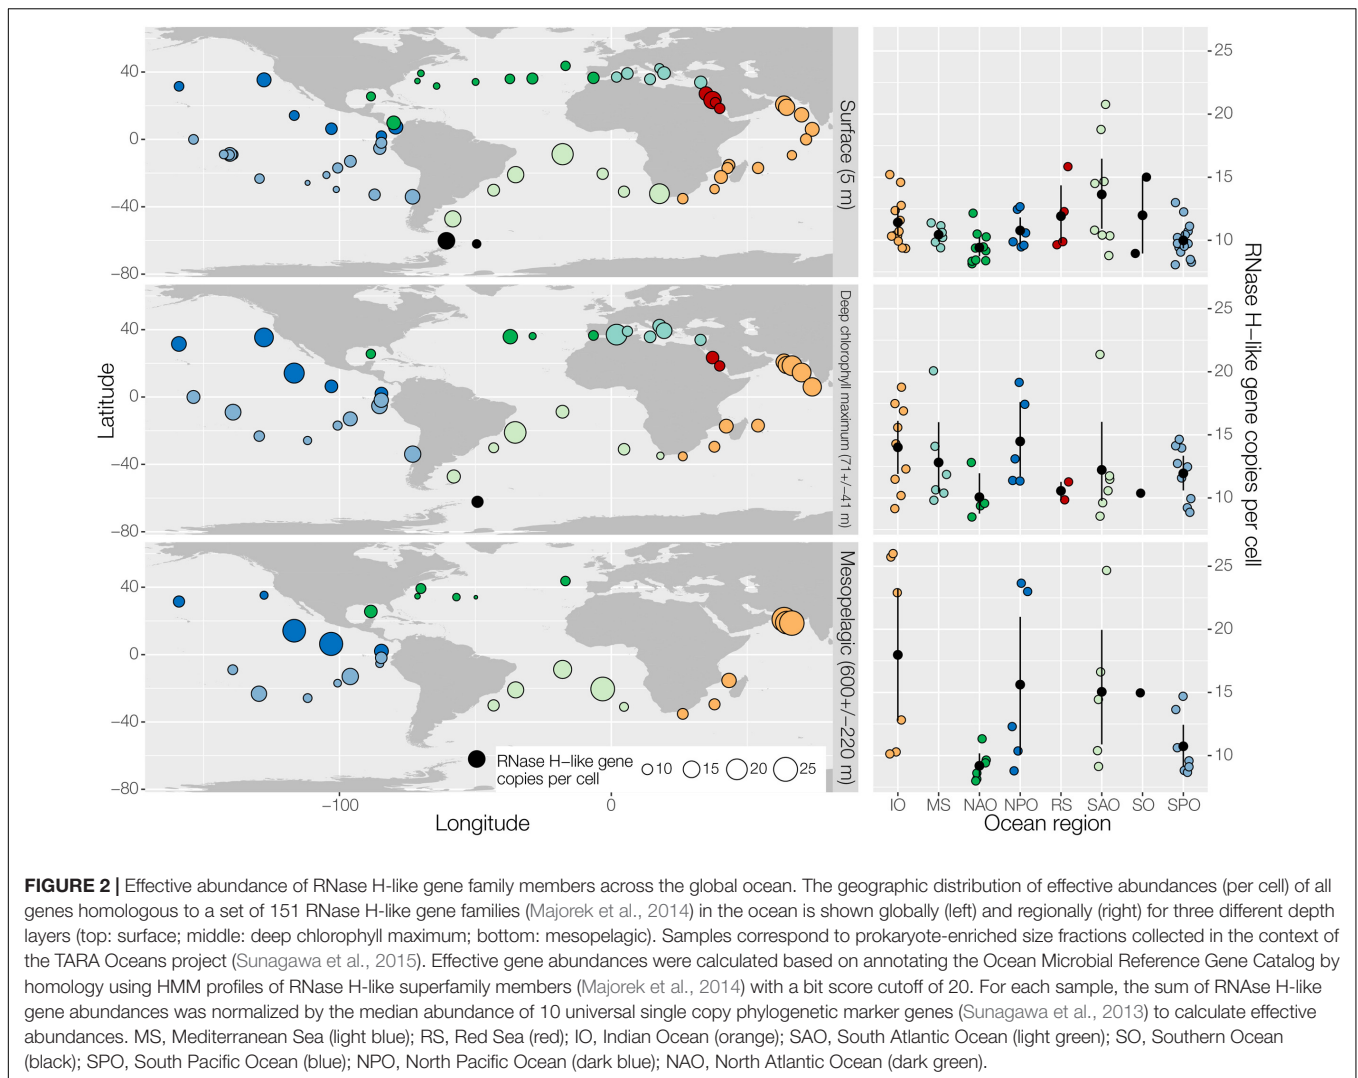 40
0
−40
−80
Surface (5 m)
25
20
15
10
40
0
−40
−80
Deep chlorophyll maximum (71+/−41 m)
25
20
15
10
40
0
−40
−80
Mesopelagic (600+/−220 m)
25
20
15
10
Latitude
RNase H−like gene copies per cell
RNase H−like gene
copies per cell
10 15 20 25
−100 0
Longitude
IO MS NAO NPO RS SAO SO SPO
Ocean region
FIGURE 2 | Effective abundance of RNase H-like gene family members across the global ocean. The geographic distribution of effective abundances (per cell) of all
genes homologous to a set of 151 RNase H-like gene families (Majorek et al., 2014) in the ocean is shown globally (left) and regionally (right) for three different depth
layers (top: surface; middle: deep chlorophyll maximum; bottom: mesopelagic). Samples correspond to prokaryote-enriched size fractions collected in the context of
the TARA Oceans project (Sunagawa et al., 2015). Effective gene abundances were calculated based on annotating the Ocean Microbial Reference Gene Catalog by
homology using HMM profiles of RNase H-like superfamily members (Majorek et al., 2014) with a bit score cutoff of 20. For each sample, the sum of RNAse H-like
gene abundances was normalized by the median abundance of 10 universal single copy phylogenetic marker genes (Sunagawa et al., 2013) to calculate effective
abundances. MS, Mediterranean Sea (light blue); RS, Red Sea (red); IO, Indian Ocean (orange); SAO, South Atlantic Ocean (light green); SO, Southern Ocean
(black); SPO, South Pacific Ocean (blue); NPO, North Pacific Ocean (dark blue); NAO, North Atlantic Ocean (dark green).